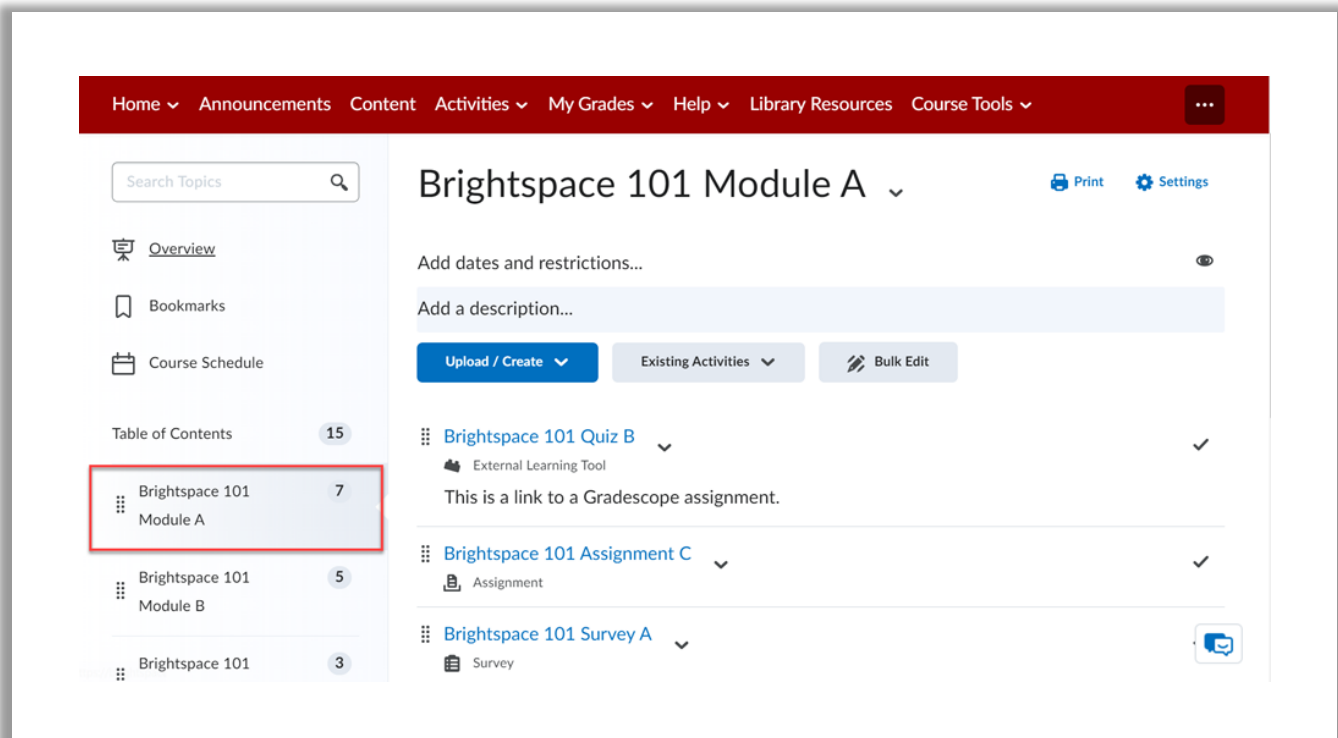 Home Announcements Content Activities My Grades Help Library Resources Course Tools
Search Topics
Overview
Bookmarks
Course Schedule
Table of Contents 15
Brightspace 101 7
Module A
Brightspace 101 5
Module B
Brightspace 101 3
Brightspace 101 Module A
Print Settings
Add dates and restrictions...
Add a description...
Upload / Create Existing Activities Bulk Edit
Brightspace 101 Quiz B
External Learning Tool
This is a link to a Gradescope assignment.
Brightspace 101 Assignment C
Assignment
Brightspace 101 Survey A
Survey